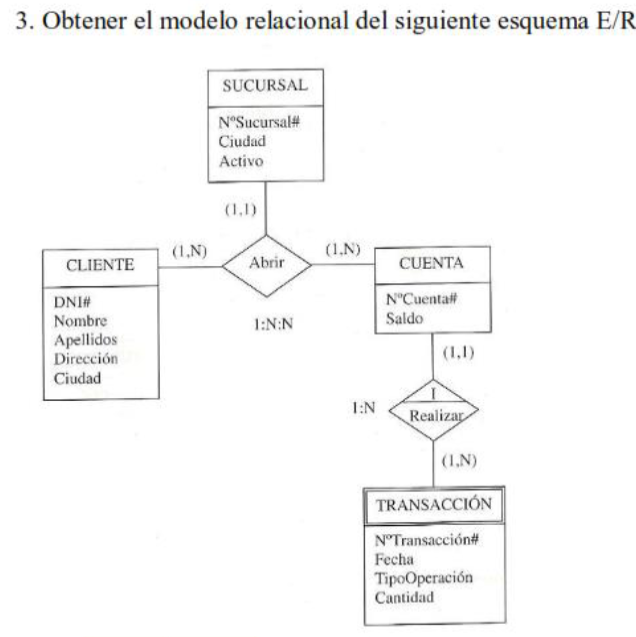 3. Obtener el modelo relacional del siguiente esquema E/R
SUCURSAL
NºSucursal#
Ciudad
Activo
(1,1)
(1,N)
Abrir
(1,N)
CLIENTE
DNI#
Nombre
Apellidos
Dirección
Ciudad
1:N:N
CUENTA
NºCuenta#
Saldo
(1,1)
I
1:N
Realizar
(1,N)
TRANSACCIÓN
NºTransacción#
Fecha
TipoOperación
Cantidad